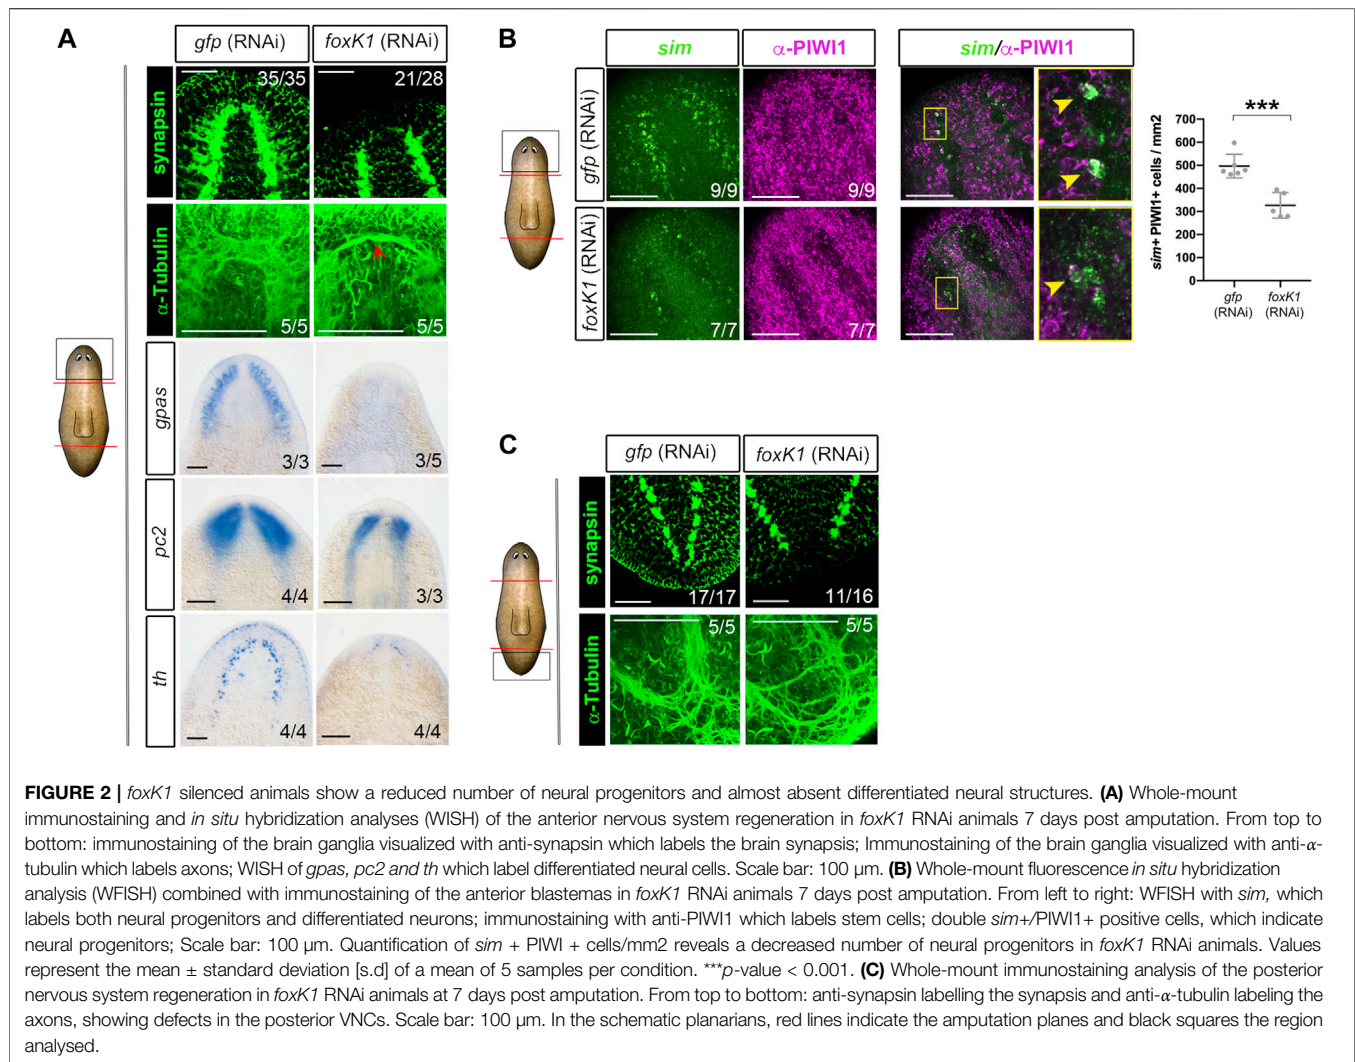 A
gfp (RNAi)
foxK1 (RNAi)
synapsin
35/35
21/28
α-Tubulin
5/5
5/5
gpas
3/3
3/5
pc2
4/4
3/3
th
4/4
4/4
B
sim
α-PIWI1
sim/α-PIWI1
gfp (RNAi)
9/9
9/9
foxK1 (RNAi)
7/7
7/7
***
sim+ PIWI1+ cells / mm2
700
600
500
400
300
200
100
0
gfp
(RNAi)
foxK1
(RNAi)
C
gfp (RNAi)
foxK1 (RNAi)
synapsin
17/17
11/16
α-Tubulin
5/5
5/5
FIGURE 2 | foxK1 silenced animals show a reduced number of neural progenitors and almost absent differentiated neural structures. (A) Whole-mount
immunostaining and in situ hybridization analyses (WISH) of the anterior nervous system regeneration in foxK1 RNAi animals 7 days post amputation. From top to
bottom: immunostaining of the brain ganglia visualized with anti-synapsin which labels the brain synapsis; Immunostaining of the brain ganglia visualized with anti-α-
tubulin which labels axons; WISH of gpas, pc2 and th which label differentiated neural cells. Scale bar: 100 μm. (B) Whole-mount fluorescence in situ hybridization
analysis (WFISH) combined with immunostaining of the anterior blastemas in foxK1 RNAi animals 7 days post amputation. From left to right: WFISH with sim, which
labels both neural progenitors and differentiated neurons; immunostaining with anti-PIWI1 which labels stem cells; double sim+/PIWI1+ positive cells, which indicate
neural progenitors; Scale bar: 100 μm. Quantification of sim + PIWI + cells/mm2 reveals a decreased number of neural progenitors in foxK1 RNAi animals. Values
represent the mean ± standard deviation [s.d] of a mean of 5 samples per condition. ***p-value < 0.001. (C) Whole-mount immunostaining analysis of the posterior
nervous system regeneration in foxK1 RNAi animals at 7 days post amputation. From top to bottom: anti-synapsin labelling the synapsis and anti-α-tubulin labeling the
axons, showing defects in the posterior VNCs. Scale bar: 100 μm. In the schematic planarians, red lines indicate the amputation planes and black squares the region
analysed.